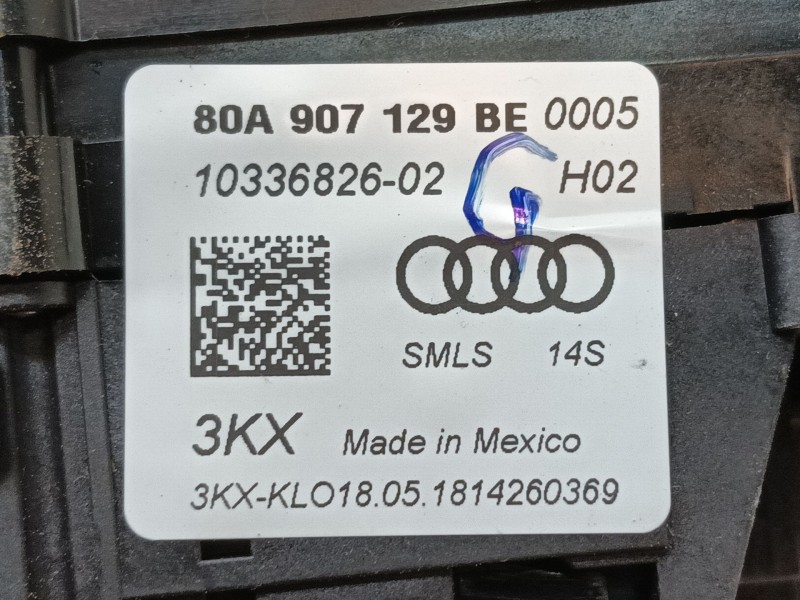 80A 907 129 BE 0005
10336826-02 H02
G
SMLS 14S
3KX Made in Mexico
3KX-KLO18.05.1814260369